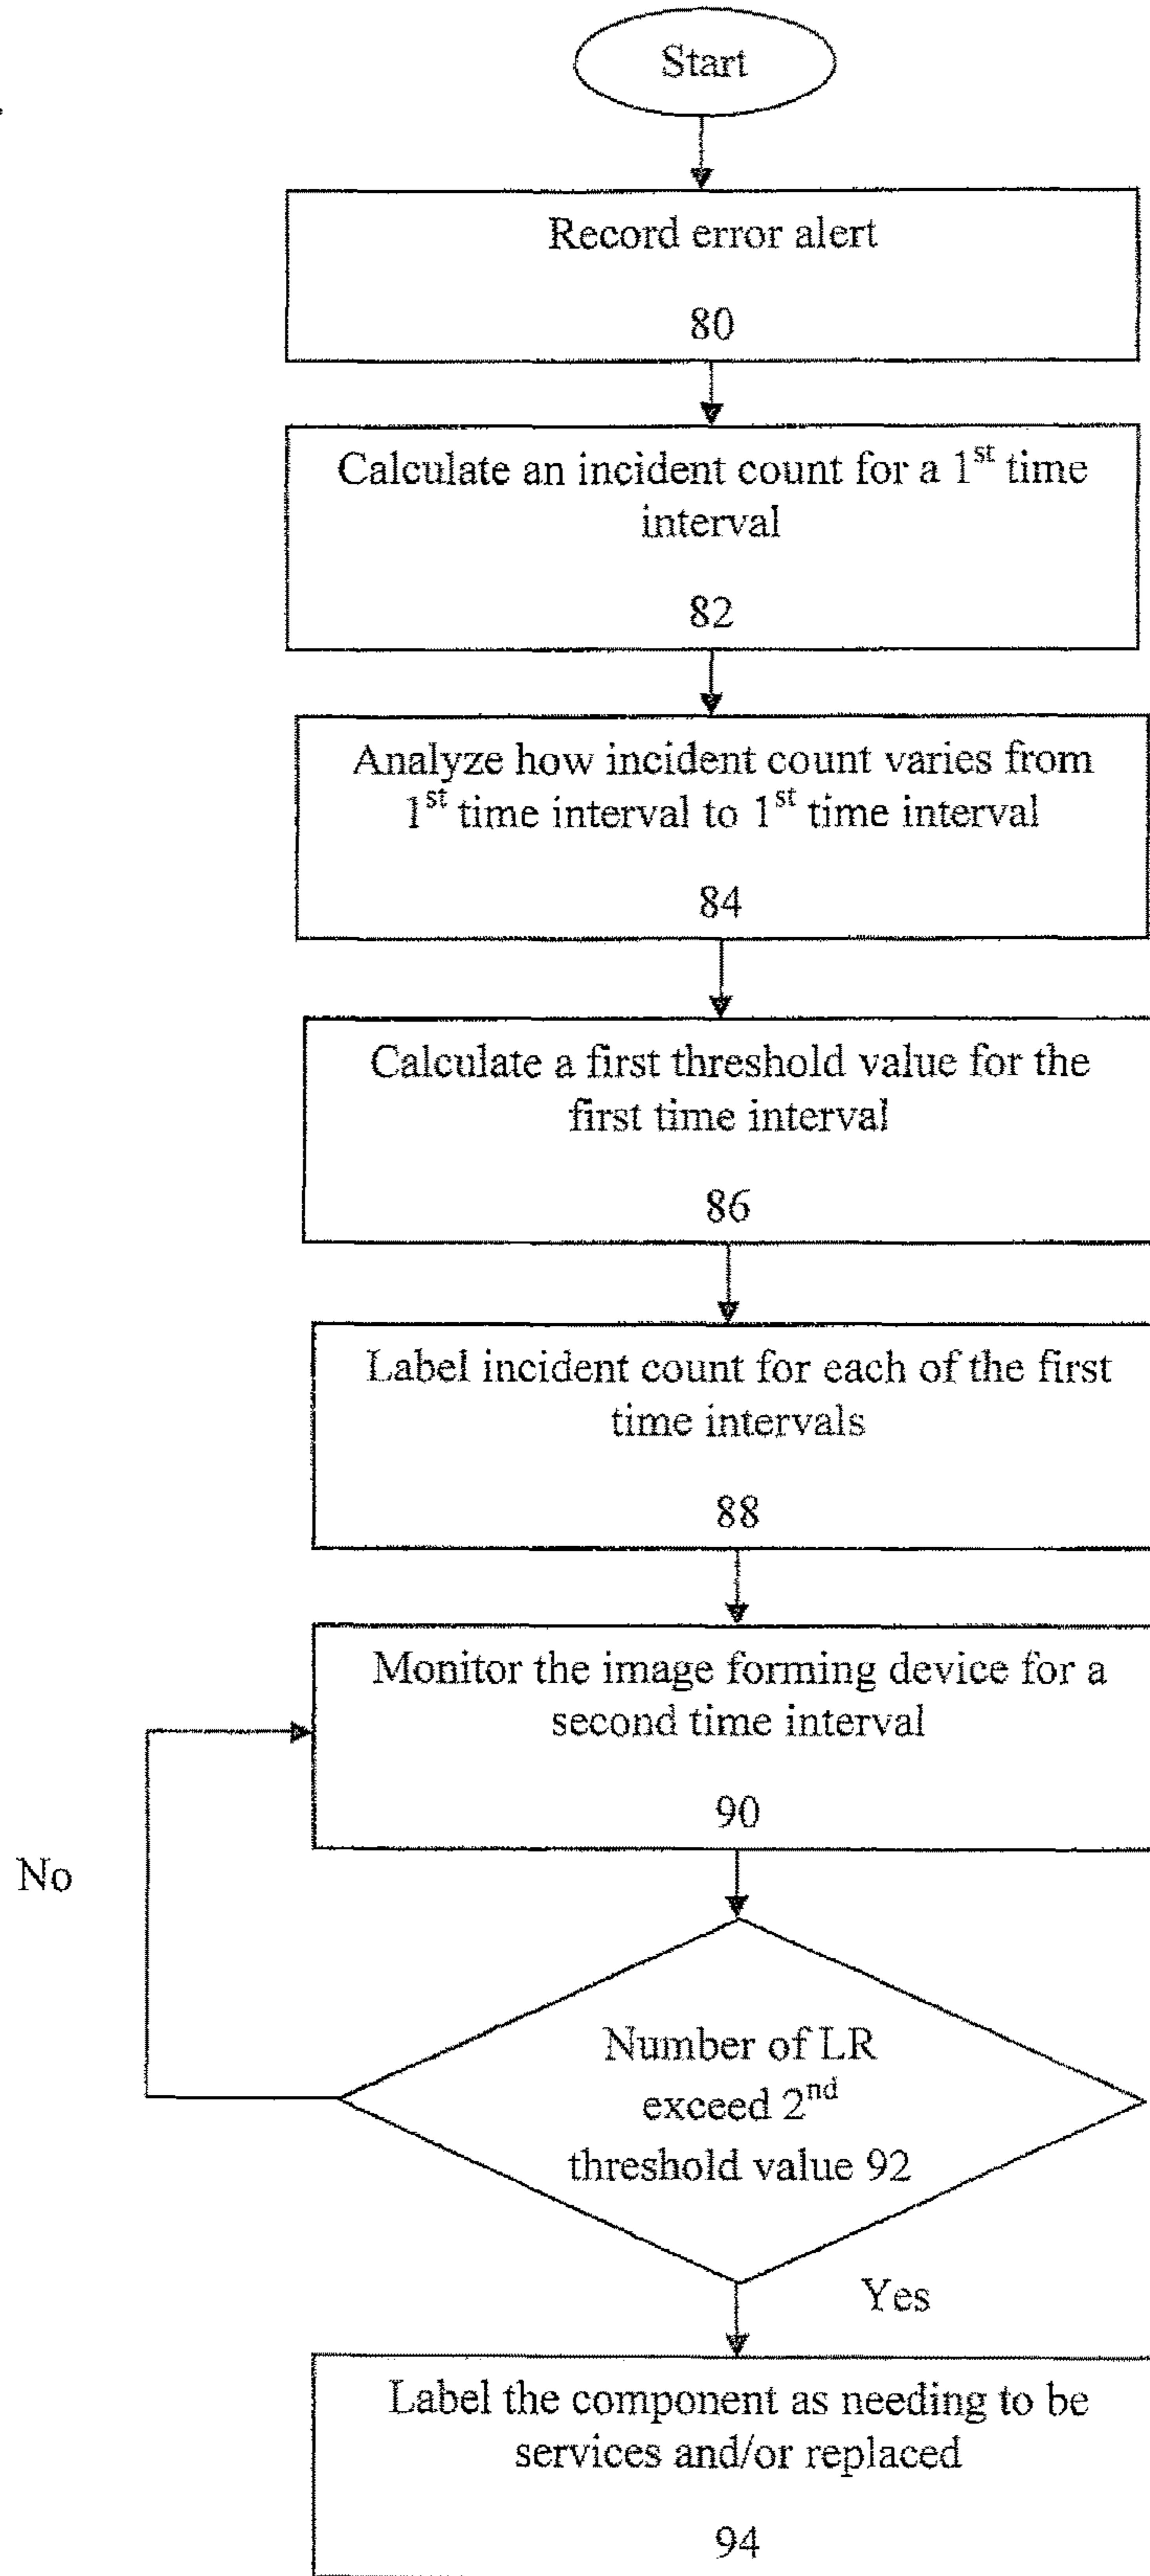 Start
Record error alert
80
Calculate an incident count for a 1st time
interval
82
Analyze how incident count varies from
1st time interval to 1st time interval
84
Calculate a first threshold value for the
first time interval
86
Label incident count for each of the first
time intervals
88
Monitor the image forming device for a
second time interval
90
No
Number of LR
exceed 2nd
threshold value 92
Yes
Label the component as needing to be
services and/or replaced
94